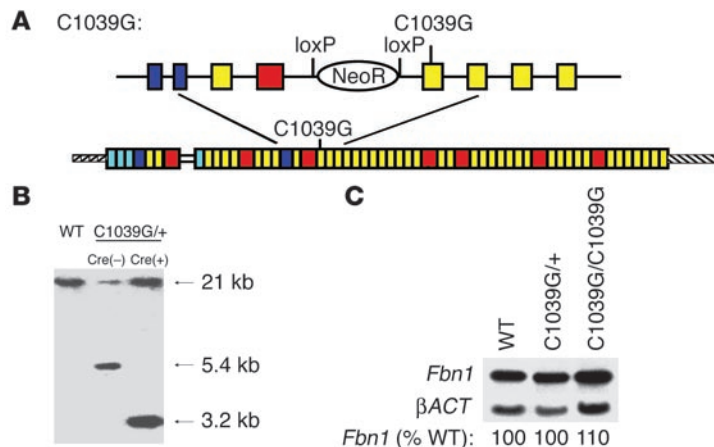 A
C1039G:
loxP
loxP
C1039G
NeoR
C1039G
B
WT
C1039G/+
Cre(–)
Cre(+)
← 21 kb
← 5.4 kb
← 3.2 kb
C
WT
C1039G/+
C1039G/C1039G
Fbn1
βACT
Fbn1 (% WT): 100 100 110